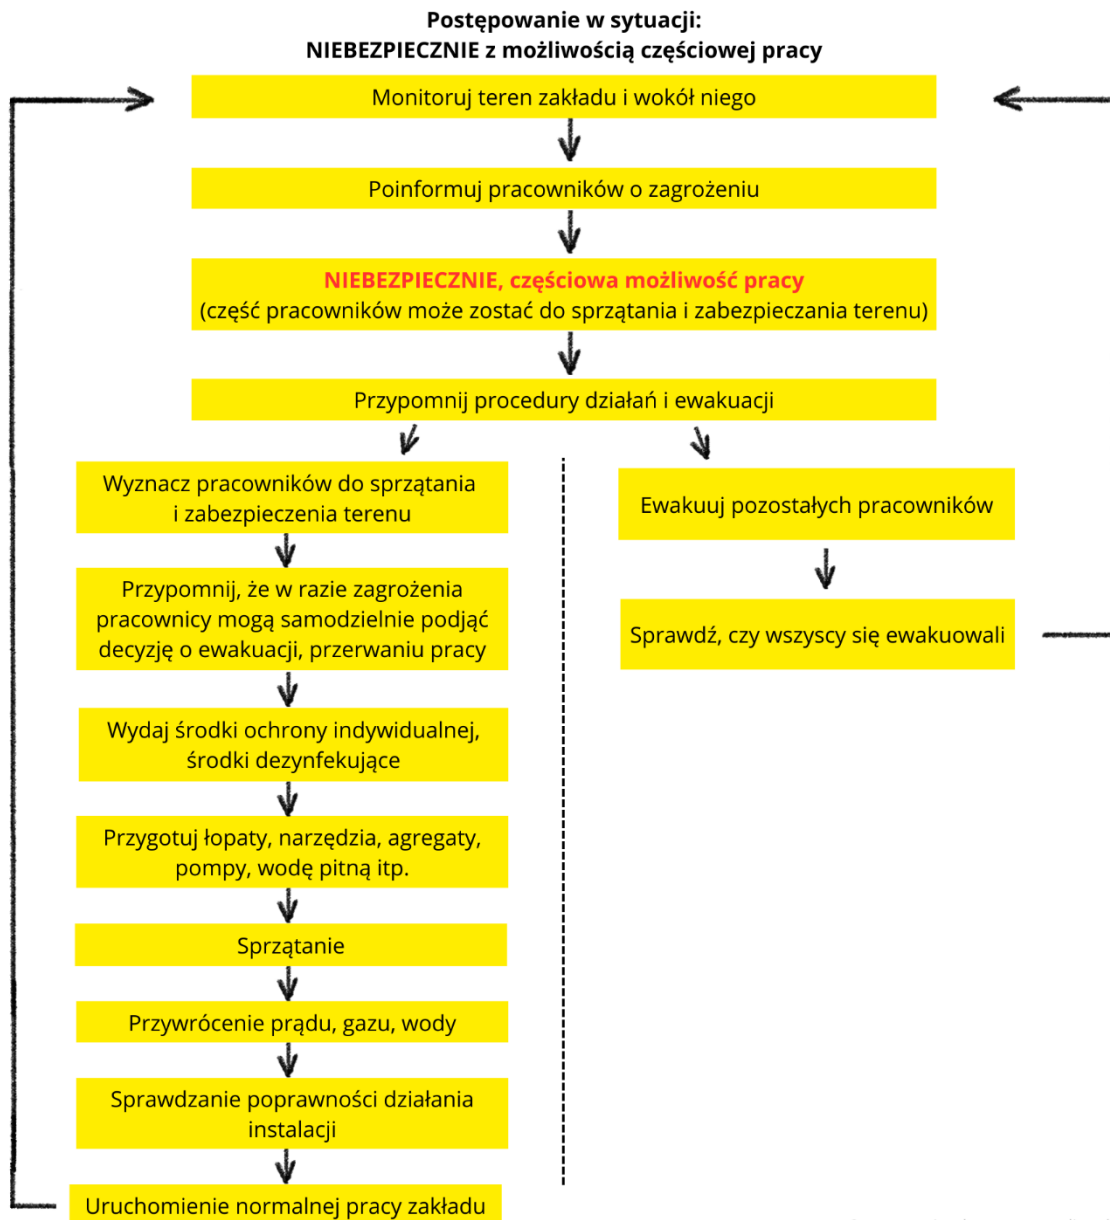 Postępowanie w sytuacji:
NIEBEZPIECZNIE z możliwością częściowej pracy
Monitoruj teren zakładu i wokół niego
Poinformuj pracowników o zagrożeniu
NIEBEZPIECZNIE, częściowa możliwość pracy
(część pracowników może zostać do sprzątania i zabezpieczania terenu)
Przypomnij procedury działań i ewakuacji
Wyznacz pracowników do sprzątania
i zabezpieczenia terenu
Przypomnij, że w razie zagrożenia
pracownicy mogą samodzielnie podjąć
decyzję o ewakuacji, przerwaniu pracy
Wydaj środki ochrony indywidualnej,
środki dezynfekujące
Przygotuj łopaty, narzędzia, agregaty,
pompy, wodę pitną itp.
Sprzątanie
Przywrócenie prądu, gazu, wody
Sprawdzanie poprawności działania
instalacji
Uruchomienie normalnej pracy zakładu
Ewakuuj pozostałych pracowników
Sprawdź, czy wszyscy się ewakuowali